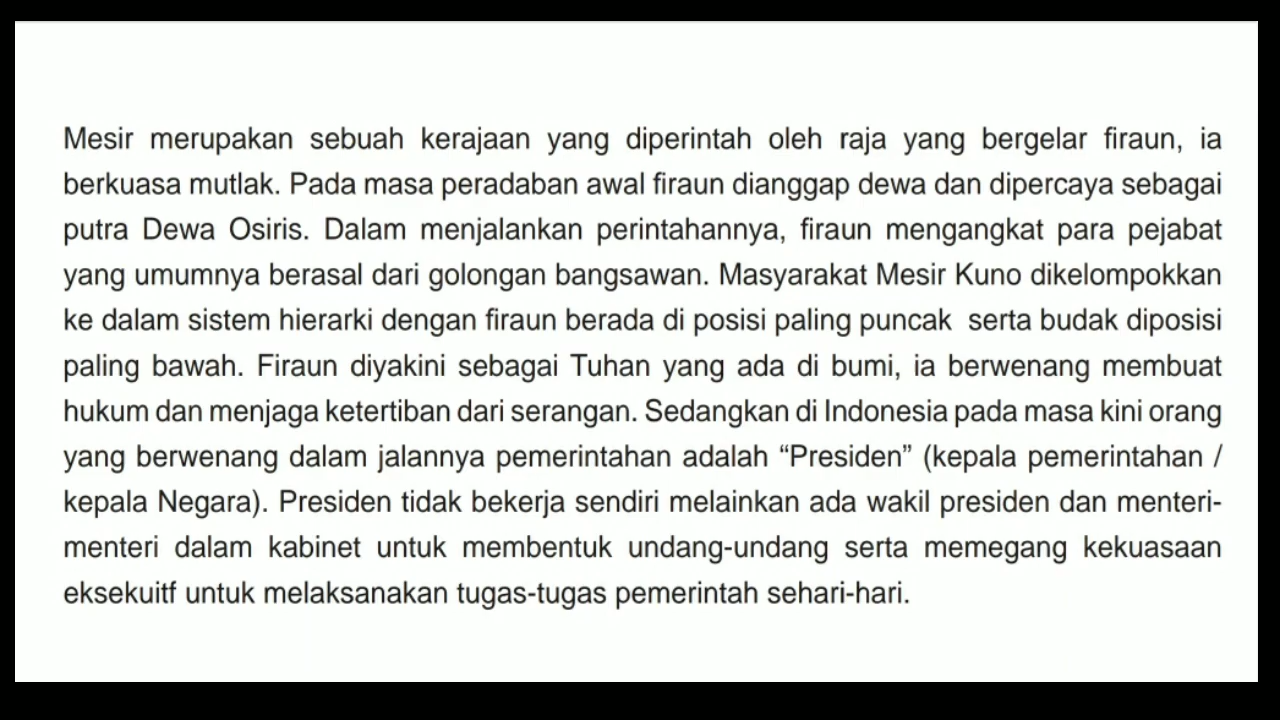 Mesir merupakan sebuah kerajaan yang diperintah oleh raja yang bergelar firaun, ia
berkuasa mutlak. Pada masa peradaban awal firaun dianggap dewa dan dipercaya sebagai
putra Dewa Osiris. Dalam menjalankan perintahannya, firaun mengangkat para pejabat
yang umumnya berasal dari golongan bangsawan. Masyarakat Mesir Kuno dikelompokkan
ke dalam sistem hierarki dengan firaun berada di posisi paling puncak  serta budak diposisi
paling bawah. Firaun diyakini sebagai Tuhan yang ada di bumi, ia berwenang membuat
hukum dan menjaga ketertiban dari serangan. Sedangkan di Indonesia pada masa kini orang
yang berwenang dalam jalannya pemerintahan adalah “Presiden” (kepala pemerintahan /
kepala Negara). Presiden tidak bekerja sendiri melainkan ada wakil presiden dan menteri-
menteri dalam kabinet untuk membentuk undang-undang serta memegang kekuasaan
eksekuitf untuk melaksanakan tugas-tugas pemerintah sehari-hari.